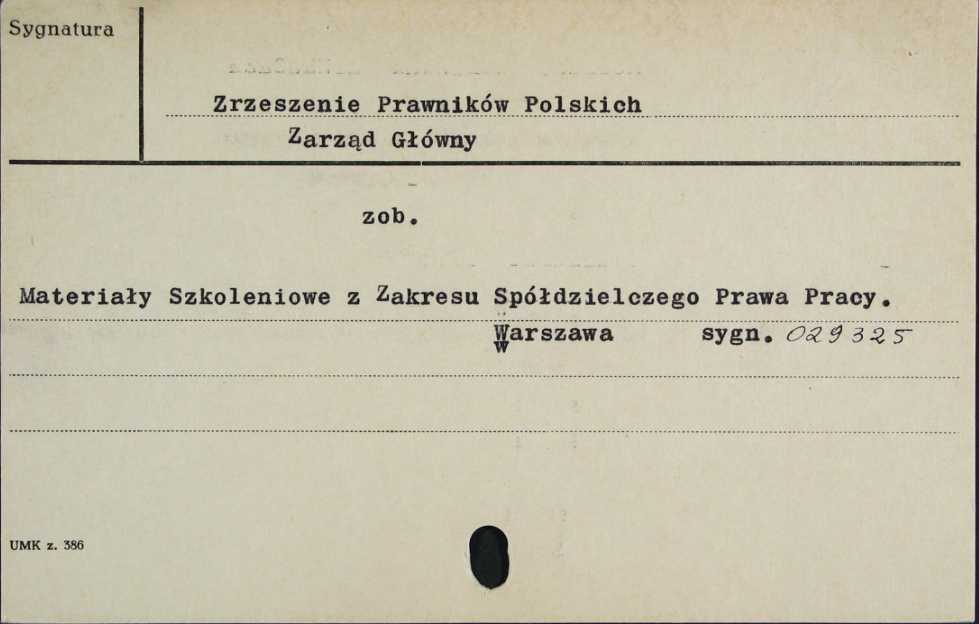 Sygnatura
Zrzeszenie Prawników Polskich
Zarząd Główny
zob.
Materiały Szkoleniowe z Zakresu Spółdzielczego Prawa Pracy.
Warszawa sygn. 029325
UMK z. 386